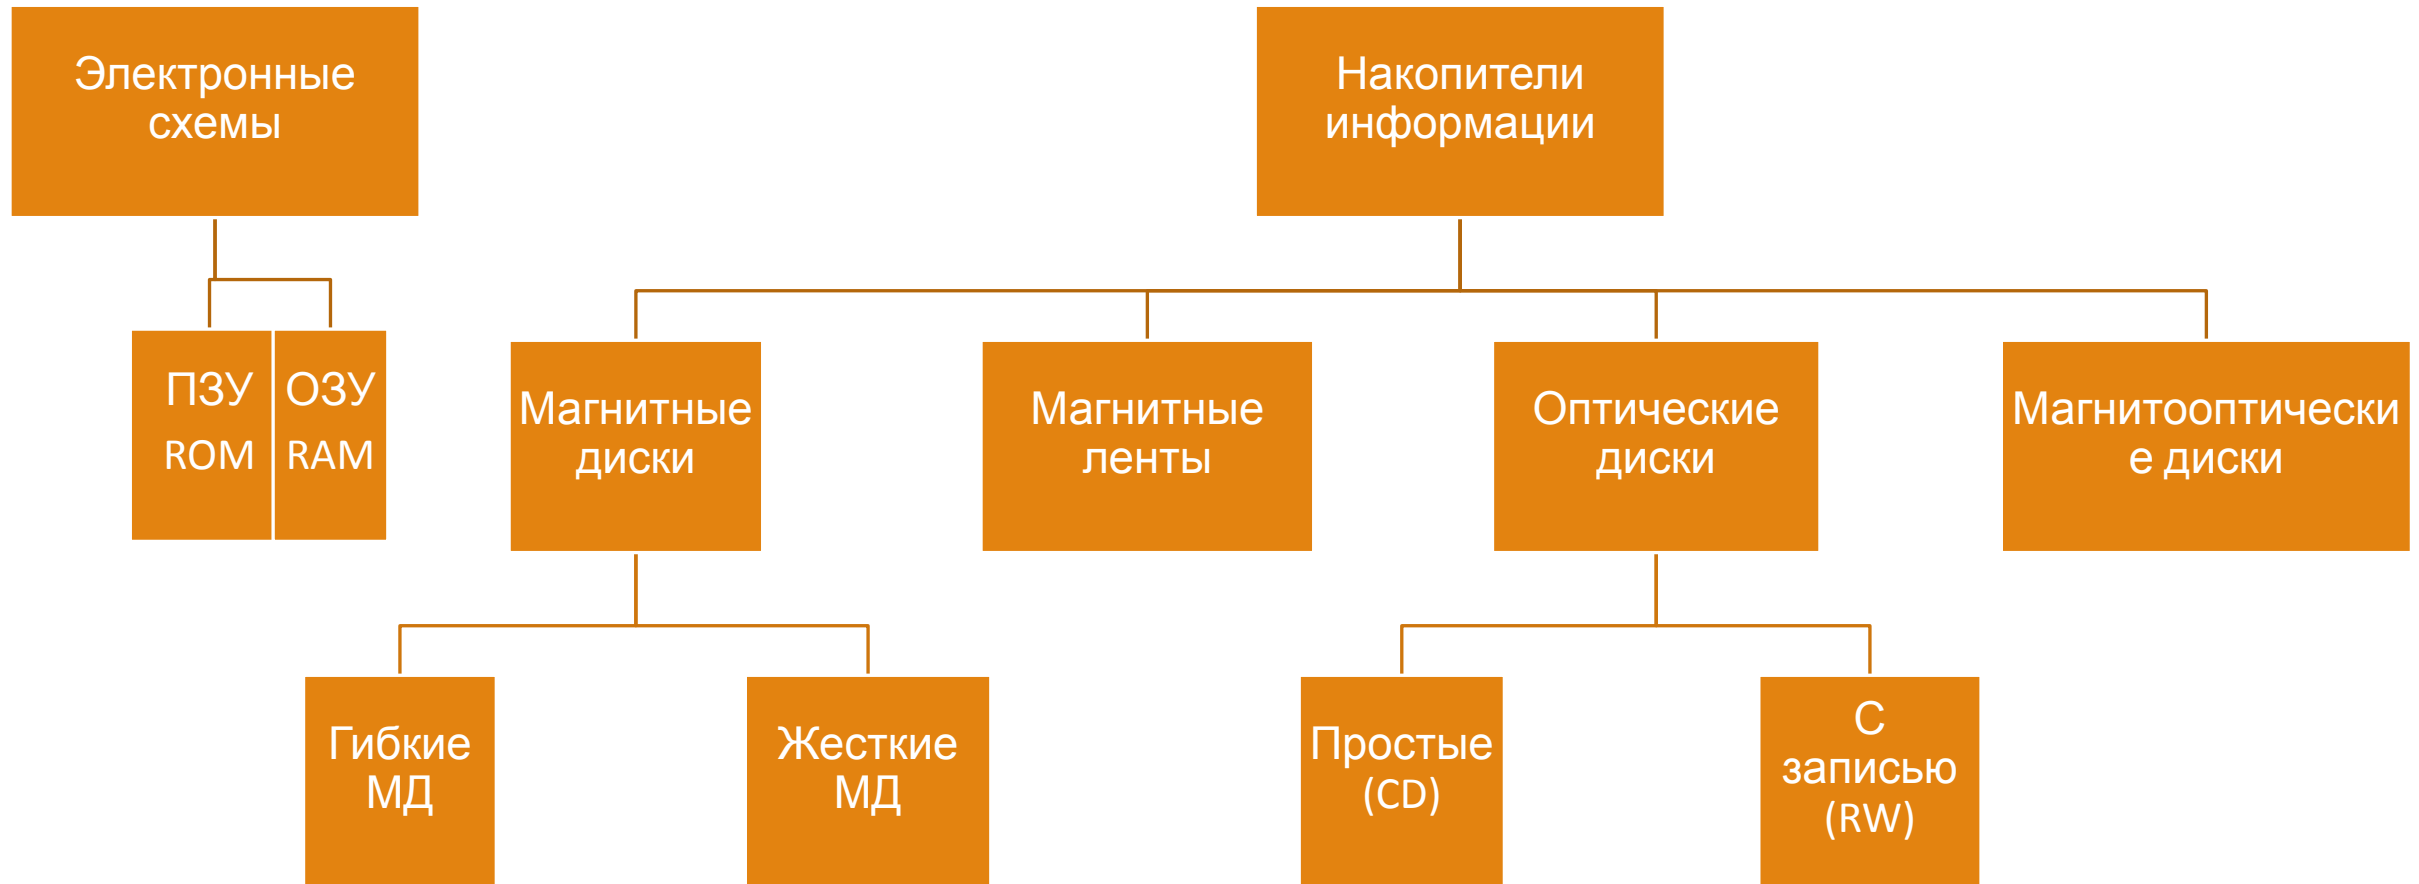 Электронные
схемы
Накопители
информации
ПЗУ
ROM
ОЗУ
RAM
Магнитные
диски
Магнитные
ленты
Оптические
диски
Магнитооптически
е диски
Гибкие
МД
Жесткие
МД
Простые
(CD)
С
записью
(RW)